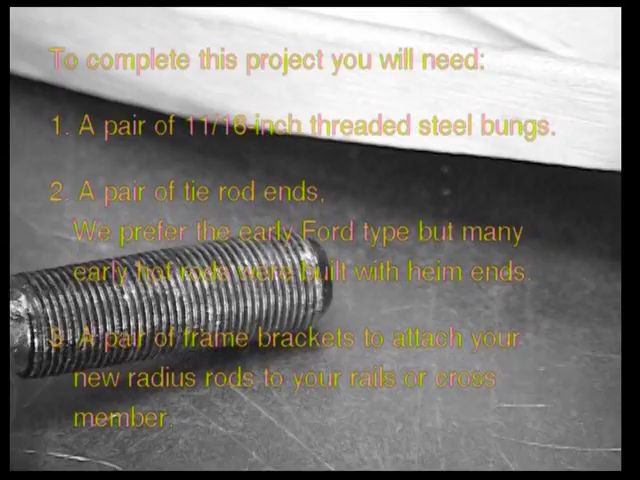 To complete this project you will need:
1. A pair of 11/16-inch threaded steel bungs.
2. A pair of tie rod ends,
We prefer the early Ford type but many
early hot rods were built with heim ends.
3. A pair of frame brackets to attach your
new radius rods to your rails or cross
member.